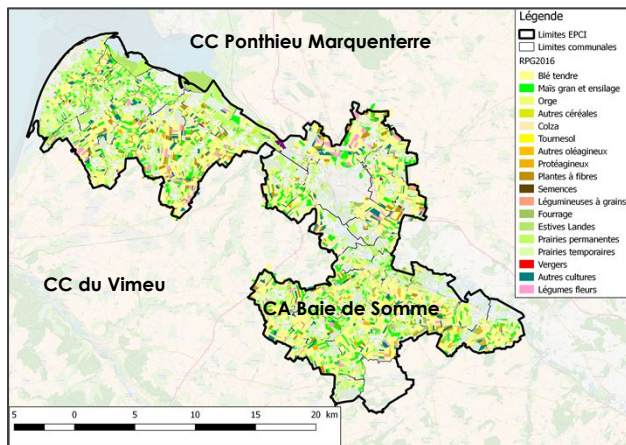 CC Ponthieu Marquenterre
CC du Vimeu
CA Baie de Somme
Légende
Limites EPCI
Limites communales
RPG2016
Blé tendre
Maïs gran et ensilage
Orge
Autres céréales
Colza
Tournesol
Autres oléagineux
Protéagineux
Plantes à fibres
Semences
Légumineuses à grains
Fourrage
Estives Landes
Prairies permanentes
Prairies temporaires
Vergers
Autres cultures
Légumes fleurs
5 0 5 10 15 20 km